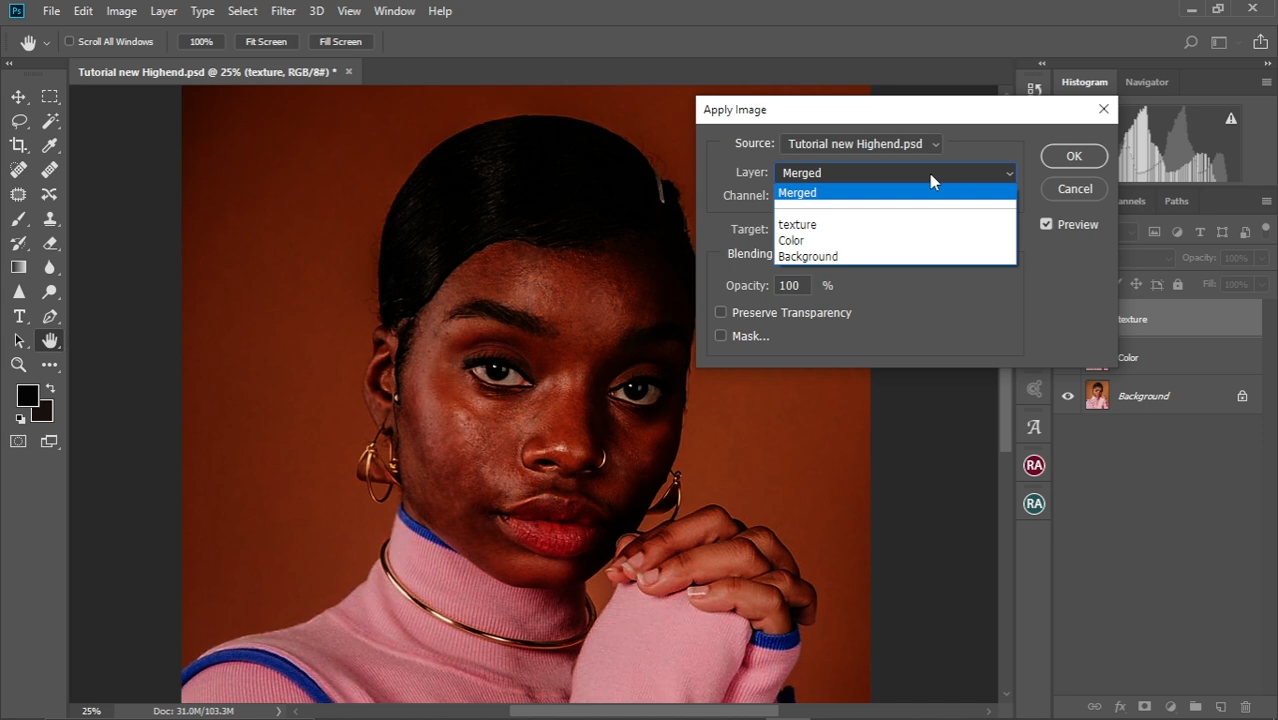 Ps File Edit Image Layer Type Select Filter 3D View Window Help
Scroll All Windows 100% Fit Screen Fill Screen
Tutorial new Highend.psd @ 25% (texture, RGB/8#) * ×
Histogram Navigator
Apply Image
Source: Tutorial new Highend.psd
OK
Layer: Merged
Cancel
Merged
Channel:
annels Paths
texture
Preview
Target:
Color
Blending
Background
Opacity: 100%
Opacity: 100 %
Fill: 100%
Preserve Transparency
texture
Mask...
Color
Background
A
RA
RA
25% Doc: 31.0M/103.3M
fx